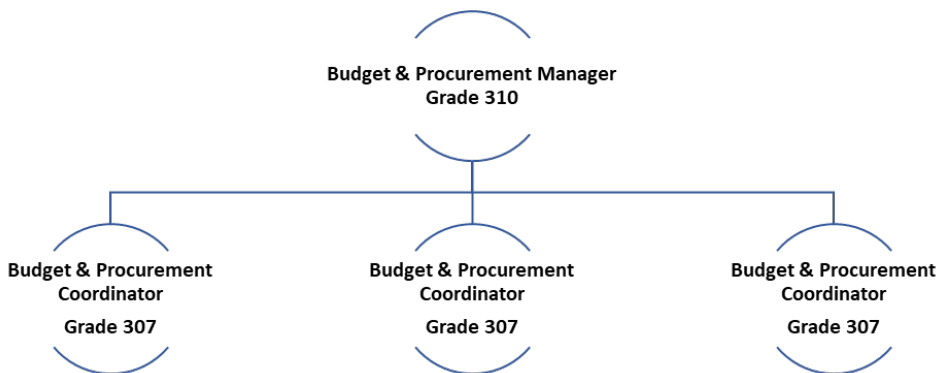 Budget & Procurement Manager
Grade 310
Budget & Procurement
Coordinator
Grade 307
Budget & Procurement
Coordinator
Grade 307
Budget & Procurement
Coordinator
Grade 307